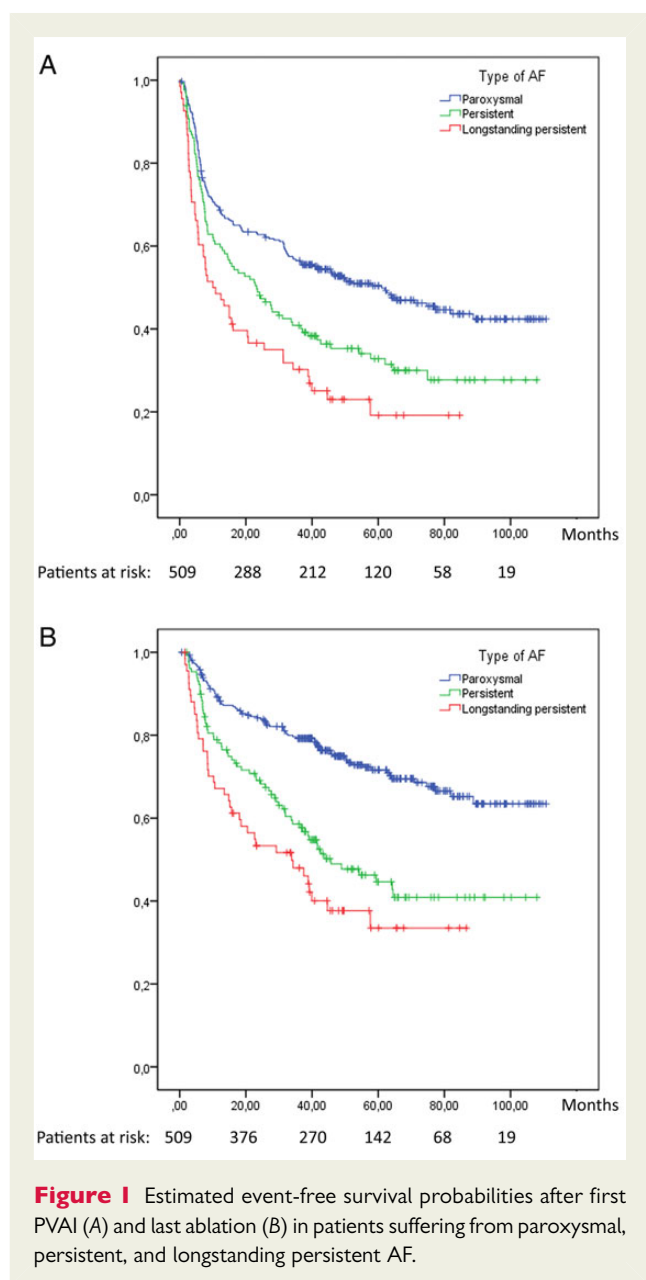 A
Type of AF
Paroxysmal
Persistent
Longstanding persistent
1,0
0,8
0,6
0,4
0,2
0,0
,00 20,00 40,00 60,00 80,00 100,00 Months
Patients at risk: 509 288 212 120 58 19
B
Type of AF
Paroxysmal
Persistent
Longstanding persistent
1,0
0,8
0,6
0,4
0,2
0,0
,00 20,00 40,00 60,00 80,00 100,00 Months
Patients at risk: 509 376 270 142 68 19
Figure 1 Estimated event-free survival probabilities after first
PVAI (A) and last ablation (B) in patients suffering from paroxysmal,
persistent, and longstanding persistent AF.